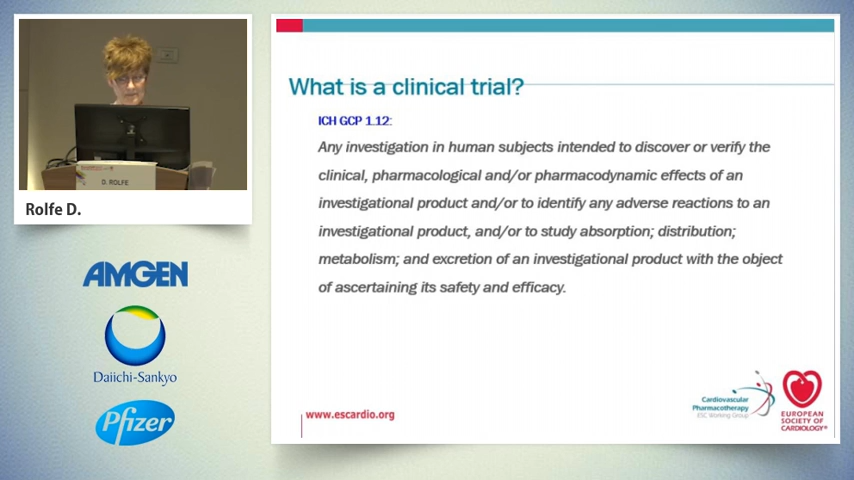 D. ROLFE
Rolfe D.
AMGEN
Daiichi-Sankyo
Pfizer
What is a clinical trial?
ICH GCP 1.12:
Any investigation in human subjects intended to discover or verify the
clinical, pharmacological and/or pharmacodynamic effects of an
investigational product and/or to identify any adverse reactions to an
investigational product, and/or to study absorption; distribution;
metabolism; and excretion of an investigational product with the object
of ascertaining its safety and efficacy.
www.escardio.org
Cardiovascular
Pharmacotherapy
ESC Working Group
EUROPEAN
SOCIETY OF
CARDIOLOGY®